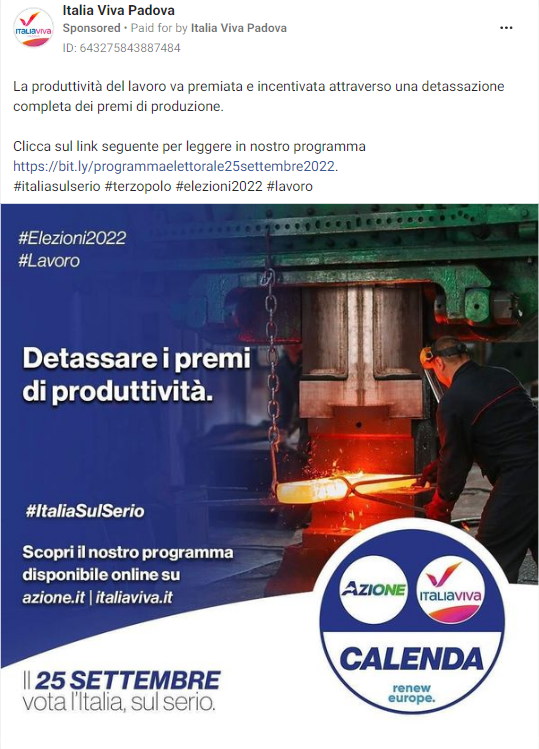 Italia Viva Padova
Sponsored • Paid for by Italia Viva Padova
ID: 643275843887484
La produttività del lavoro va premiata e incentivata attraverso una detassazione
completa dei premi di produzione.
Clicca sul link seguente per leggere in nostro programma
https://bit.ly/programmaelettorale25settembre2022.
#italiasulserio #terzopolo #elezioni2022 #lavoro
#Elezioni2022
#Lavoro
Detassare i premi
di produttività.
#ItaliaSulSerio
Scopri il nostro programma
disponibile online su
azione.it | italiaviva.it
AZIONE
ITALIAVIVA
CALENDA
renew
europe.
Il 25 SETTEMBRE
vota l'Italia, sul serio.